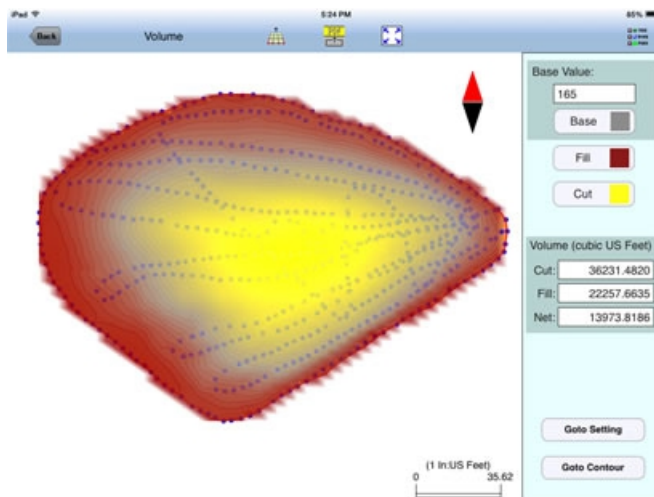 iPad 5:24 PM 65%
Back Volume
Base Value:
165
Base
Fill
Cut
Volume (cubic US Feet)
Cut: 36231.4820
Fill: 22257.6635
Net: 13973.8186
Goto Setting
(1 In:US Feet)
0 35.62
Goto Contour